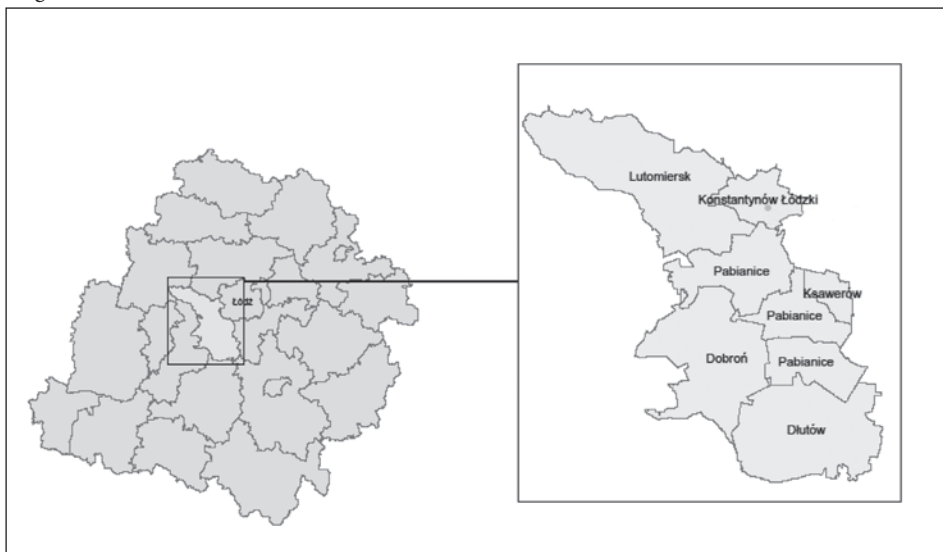 Łódź
Lutomiersk
Konstantynów Łódzki
Pabianice
Ksawerów
Pabianice
Dobroń
Pabianice
Dłutów